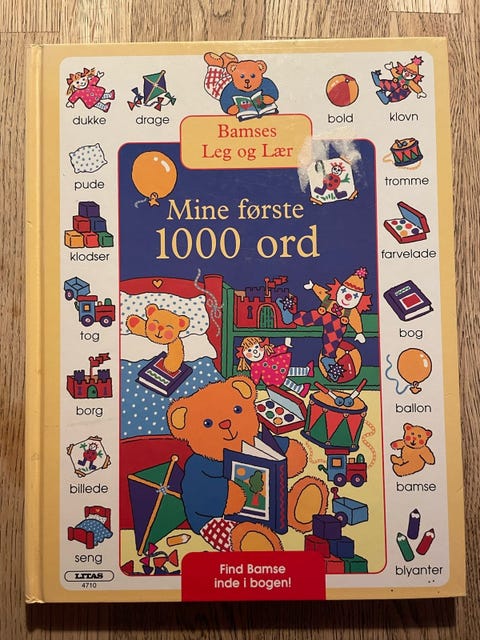 dukke
drage
bold
klovn
Bamses
Leg og Lær
pude
tromme
Mine første
1000 ord
klodser
farvelade
tog
bog
borg
ballon
billede
bamse
seng
blyanter
LITAS
4710
Find Bamse
inde i bogen!